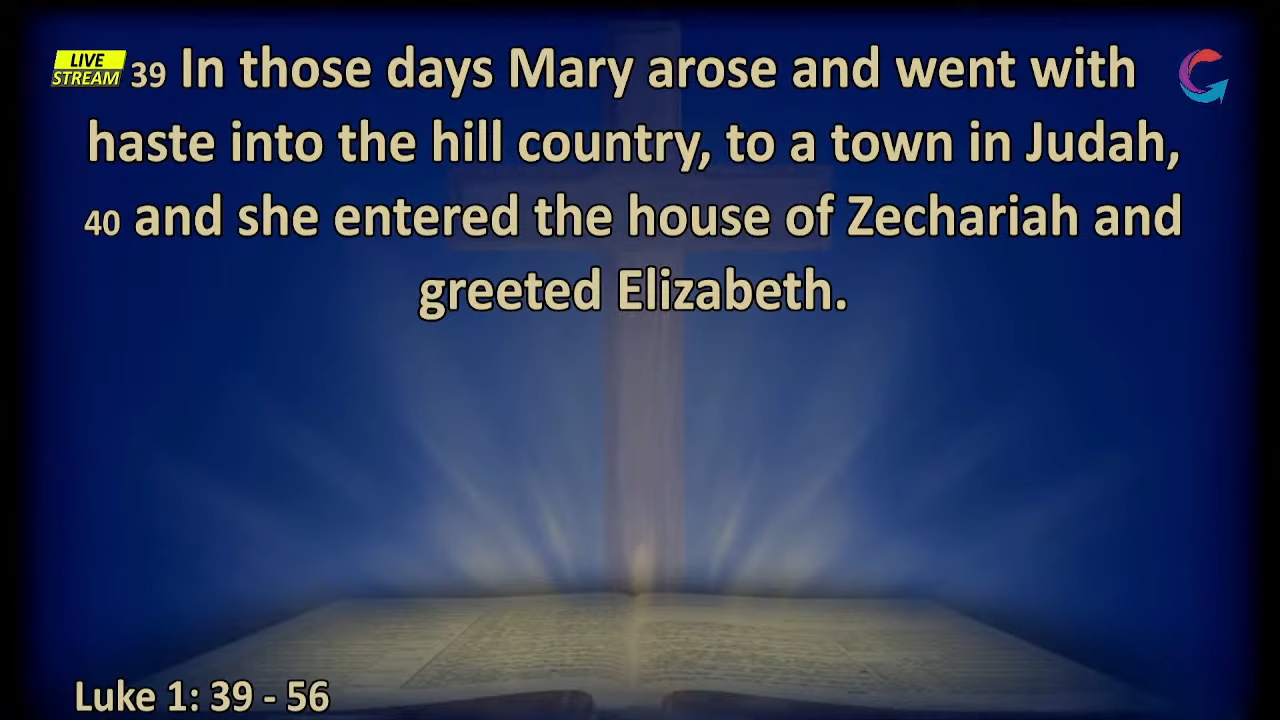 LIVE
STREAM
39 In those days Mary arose and went with
haste into the hill country, to a town in Judah,
40 and she entered the house of Zechariah and
greeted Elizabeth.
Luke 1: 39 - 56